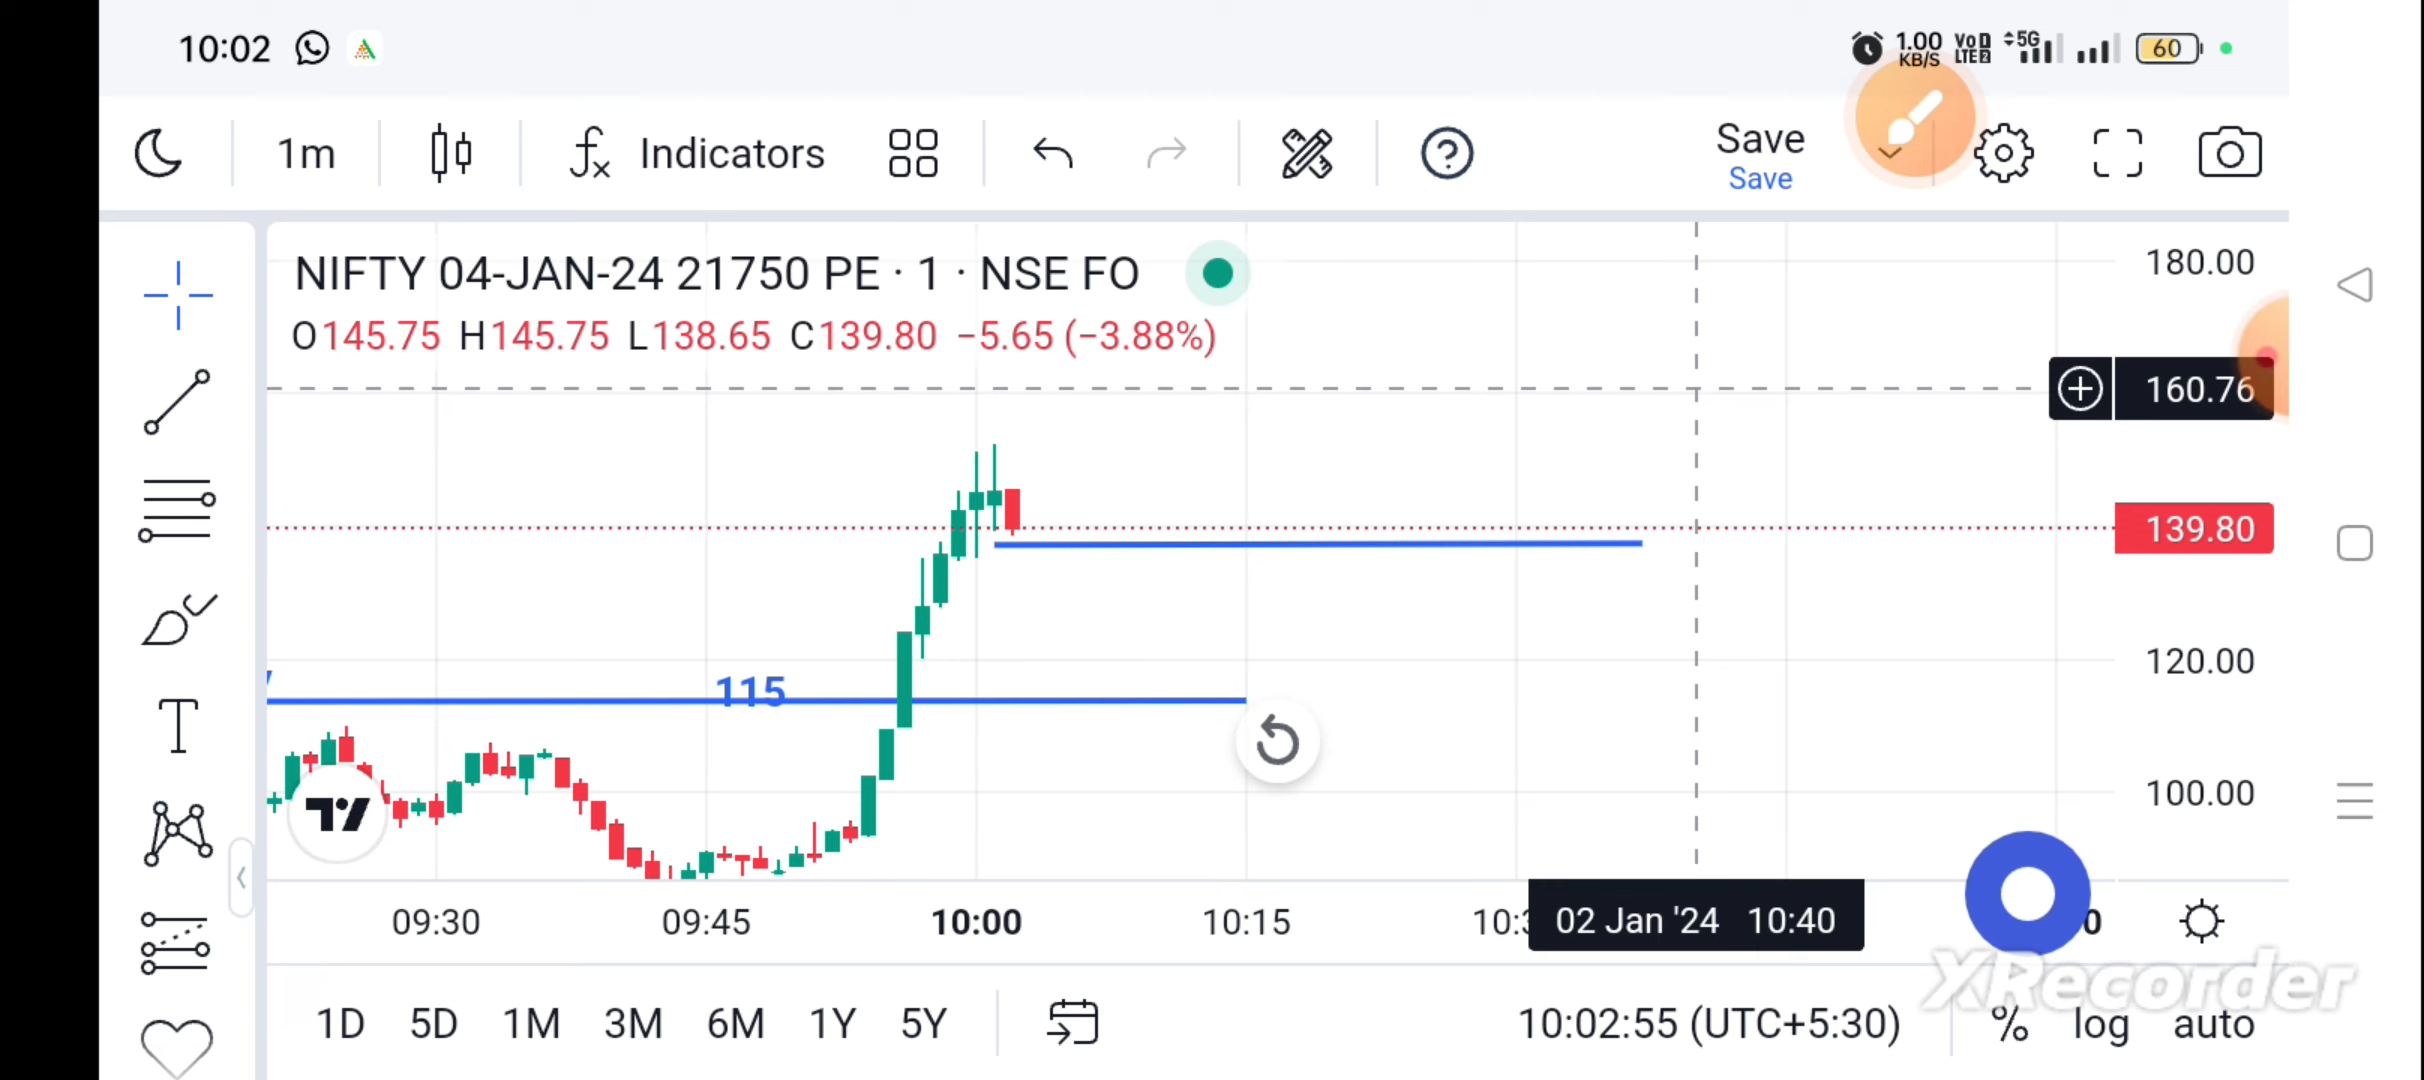 10:02
1.00 KB/S
VoD LTE2
5G
60
1m
Indicators
Save
Save
NIFTY 04-JAN-24 21750 PE · 1 · NSE FO
O145.75 H145.75 L138.65 C139.80 −5.65 (−3.88%)
180.00
160.76
139.80
120.00
115
100.00
09:30
09:45
10:00
10:15
02 Jan '24 10:40
XRecorder
1D 5D 1M 3M 6M 1Y 5Y
10:02:55 (UTC+5:30)
%
log
auto